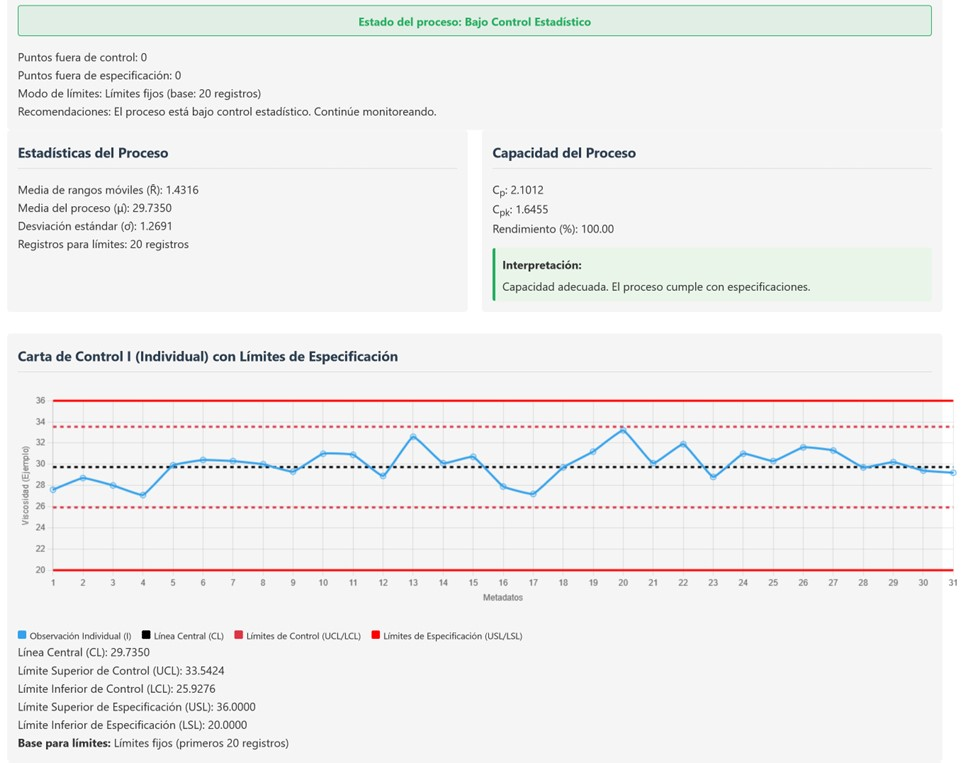 Estado del proceso: Bajo Control Estadístico
Puntos fuera de control: 0
Puntos fuera de especificación: 0
Modo de límites: Límites fijos (base: 20 registros)
Recomendaciones: El proceso está bajo control estadístico. Continúe monitoreando.
Estadísticas del Proceso
Media de rangos móviles (R̄): 1.4316
Media del proceso (μ̂): 29.7350
Desviación estándar (σ̂): 1.2691
Registros para límites: 20 registros
Capacidad del Proceso
Cp: 2.1012
Cpk: 1.6455
Rendimiento (%): 100.00
Interpretación:
Capacidad adecuada. El proceso cumple con especificaciones.
Carta de Control I (Individual) con Límites de Especificación
Viscosidad (Ejemplo)
36
34
32
30
28
26
24
22
20
1 2 3 4 5 6 7 8 9 10 11 12 13 14 15 16 17 18 19 20 21 22 23 24 25 26 27 28 29 30 31
Metadatos
Observación Individual (I) Línea Central (CL) Límites de Control (UCL/LCL) Límites de Especificación (USL/LSL)
Línea Central (CL): 29.7350
Límite Superior de Control (UCL): 33.5424
Límite Inferior de Control (LCL): 25.9276
Límite Superior de Especificación (USL): 36.0000
Límite Inferior de Especificación (LSL): 20.0000
Base para límites: Límites fijos (primeros 20 registros)